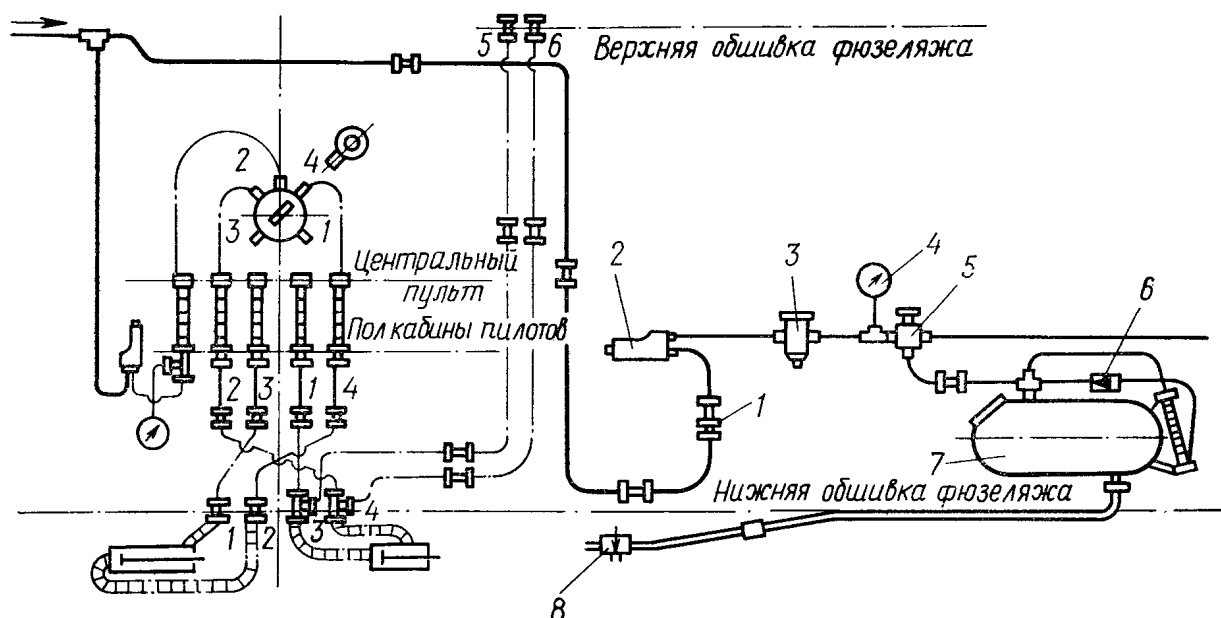 5 6
Верхняя обшивка фюзеляжа
2 4
3 1
Центральный
пульт
Пол кабины пилотов
2 3 1 4
1 2 3 4
2 3 4 5 6
1
7
Нижняя обшивка фюзеляжа
8